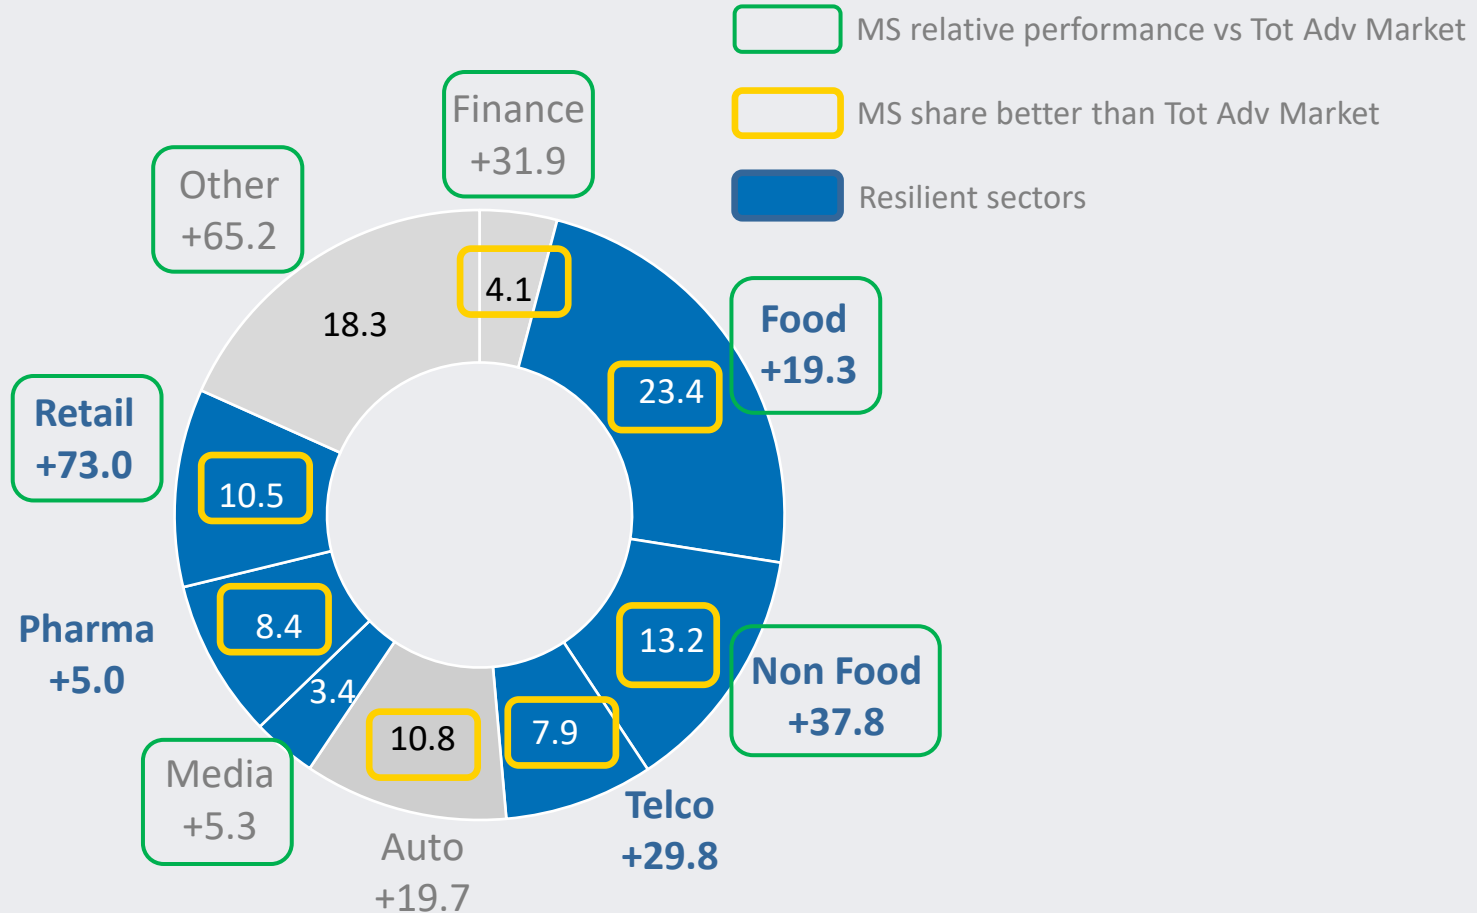 MS relative performance vs Tot Adv Market
MS share better than Tot Adv Market
Resilient sectors
Finance
+31.9
4.1
Food
+19.3
23.4
Non Food
+37.8
13.2
Telco
+29.8
7.9
Auto
+19.7
10.8
Media
+5.3
3.4
Pharma
+5.0
8.4
Retail
+73.0
10.5
Other
+65.2
18.3